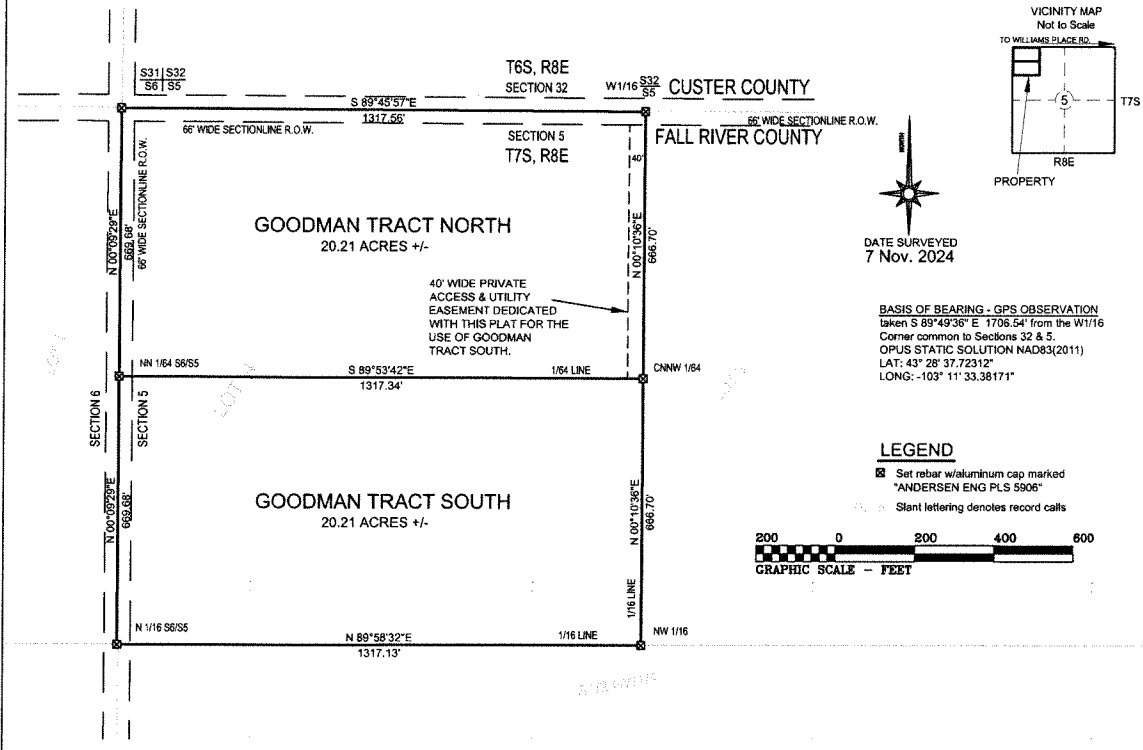 VICINITY MAP
Not to Scale
TO WILLIAMS PLACE RD.
5
T7S
R8E
PROPERTY
S31 | S32
S6 | S5
T6S, R8E
SECTION 32
W1/16 S32
S5
CUSTER COUNTY
S 89°45'57"E
1317.56'
66' WIDE SECTIONLINE R.O.W.
66' WIDE SECTIONLINE R.O.W.
SECTION 5
T7S, R8E
FALL RIVER COUNTY
40'
NORTH
N 00°09'29"E
669.68'
66' WIDE SECTIONLINE R.O.W.
GOODMAN TRACT NORTH
20.21 ACRES +/-
N 00°10'36"E
666.70'
40' WIDE PRIVATE
ACCESS & UTILITY
EASEMENT DEDICATED
WITH THIS PLAT FOR THE
USE OF GOODMAN
TRACT SOUTH.
DATE SURVEYED
7 Nov. 2024
BASIS OF BEARING - GPS OBSERVATION
taken S 89°49'36" E 1706.54' from the W1/16
Corner common to Sections 32 & 5.
OPUS STATIC SOLUTION NAD83(2011)
LAT: 43° 28' 37.72312"
LONG: -103° 11' 33.38171"
NN 1/64 S6/S5
S 89°53'42"E
1317.34'
1/64 LINE
CNNW 1/64
SECTION 6
SECTION 5
LEGEND
Set rebar w/aluminum cap marked
"ANDERSEN ENG PLS 5906"
Slant lettering denotes record calls
N 00°09'29"E
669.68'
GOODMAN TRACT SOUTH
20.21 ACRES +/-
N 00°10'36"E
666.70'
200 0 200 400 600
GRAPHIC SCALE – FEET
1/16 LINE
N 1/16 S6/S5
N 89°58'32"E
1317.13'
1/16 LINE
NW 1/16